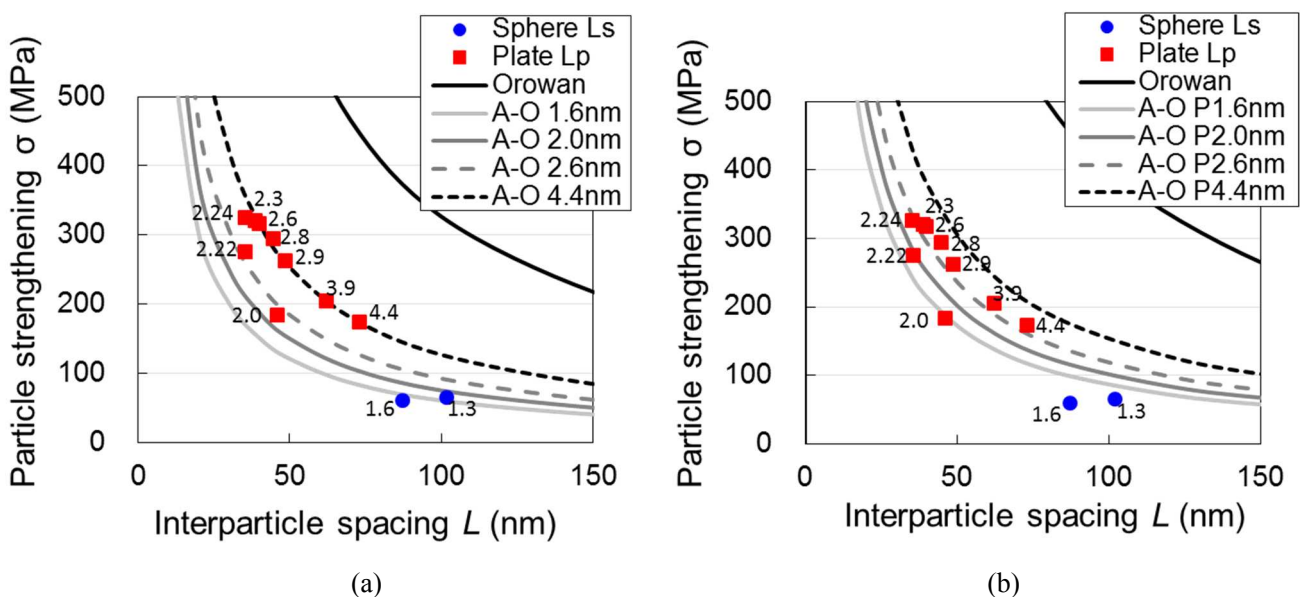 Sphere Ls
Plate Lp
Orowan
A-O 1.6nm
A-O 2.0nm
A-O 2.6nm
A-O 4.4nm
Particle strengthening σ (MPa)
500
400
300
200
100
0
2.3
2.24
2.6
2.8
2.22
2.9
3.9
2.0
4.4
1.6
1.3
0
50
100
150
Interparticle spacing L (nm)
(a)
Sphere Ls
Plate Lp
Orowan
A-O P1.6nm
A-O P2.0nm
A-O P2.6nm
A-O P4.4nm
Particle strengthening σ (MPa)
500
400
300
200
100
0
2.3
2.24
2.6
2.8
2.22
2.9
3.9
2.0
4.4
1.6
1.3
0
50
100
150
Interparticle spacing L (nm)
(b)